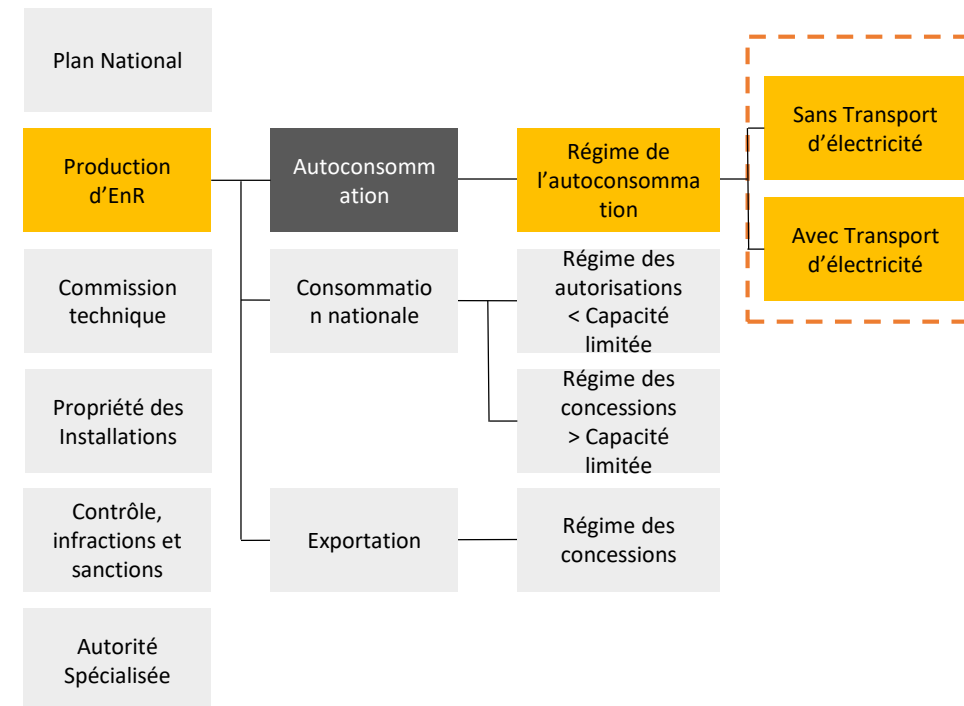 Plan National
Production
d’EnR
Commission
technique
Propriété des
Installations
Contrôle,
infractions et
sanctions
Autorité
Spécialisée
Autoconsomm
ation
Consommatio
n nationale
Exportation
Régime de
l’autoconsomma
tion
Régime des
autorisations
< Capacité
limitée
Régime des
concessions
> Capacité
limitée
Régime des
concessions
Sans Transport
d’électricité
Avec Transport
d’électricité